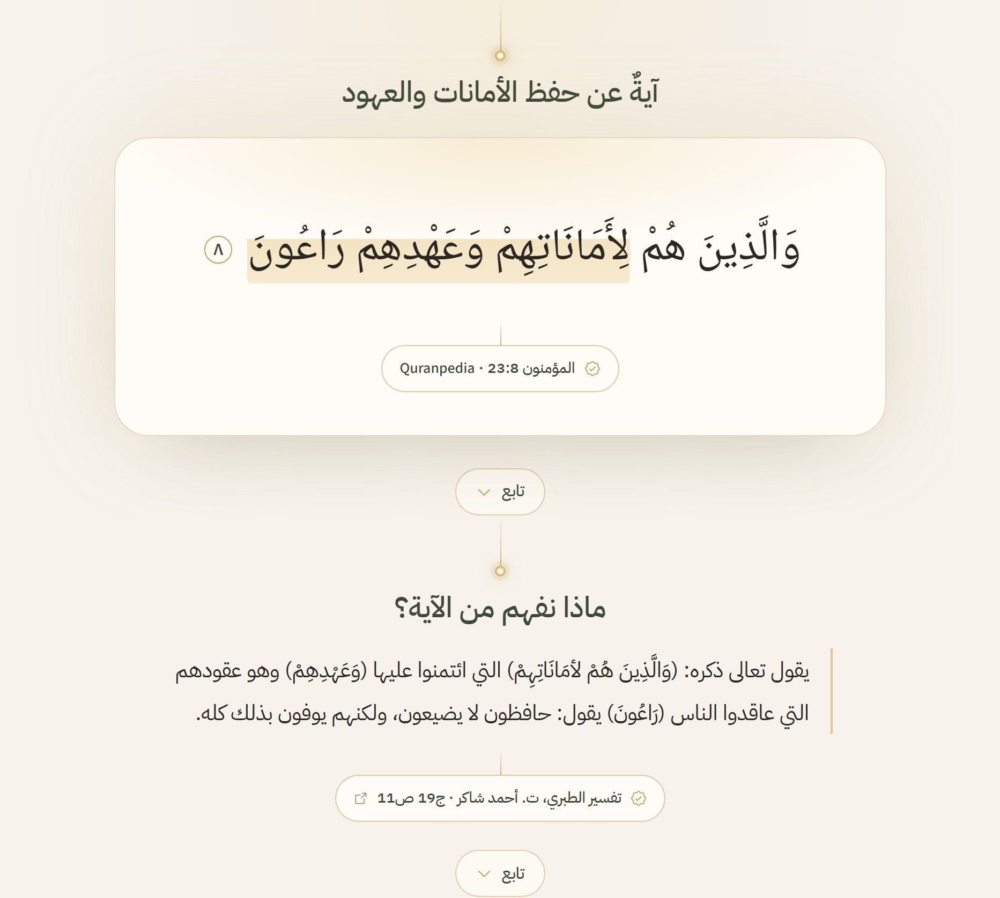 آيةٌ عن حفظ الأمانات والعهود
وَالَّذِينَ هُمْ لِأَمَانَاتِهِمْ وَعَهْدِهِمْ رَاعُونَ ٨
المؤمنون 23:8 · Quranpedia
تابع
ماذا نفهم من الآية؟
يقول تعالى ذكره: (وَالَّذِينَ هُمْ لأمَانَاتِهِمْ) التي ائتمنوا عليها (وَعَهْدِهِمْ) وهو عقودهم
التي عاقدوا الناس (رَاعُونَ) يقول: حافظون لا يضيعون، ولكنهم يوفون بذلك كله.
تفسير الطبري، ت. أحمد شاكر · ج19 ص11
تابع